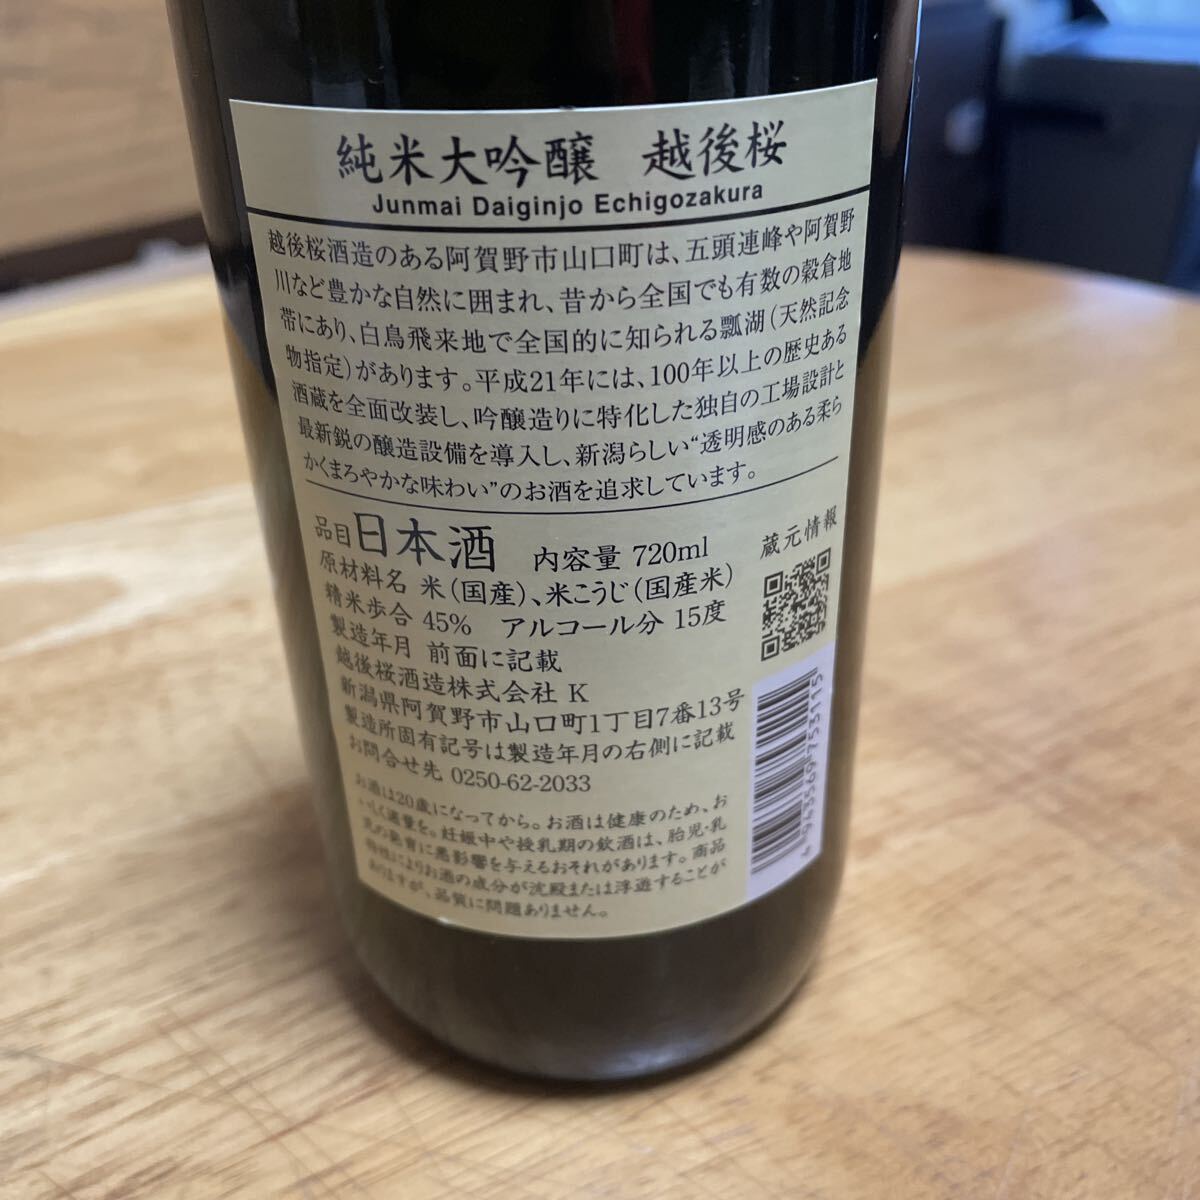 純米大吟醸　越後桜
Junmai Daiginjo Echigozakura
越後桜酒造のある阿賀野市山口町は、五頭連峰や阿賀野
川など豊かな自然に囲まれ、昔から全国でも有数の穀倉地
帯にあり、白鳥飛来地で全国的に知られる瓢湖（天然記念
物指定）があります。平成21年には、100年以上の歴史ある
酒蔵を全面改装し、吟醸造りに特化した独自の工場設計と
最新鋭の醸造設備を導入し、新潟らしい“透明感のある柔ら
かくまろやかな味わい”のお酒を追求しています。
品目 日本酒　内容量 720ml
蔵元情報
原材料名 米（国産）、米こうじ（国産米）
精米歩合 45%　アルコール分 15度
製造年月 前面に記載
越後桜酒造株式会社 K
新潟県阿賀野市山口町1丁目7番13号
製造所固有記号は製造年月の右側に記載
お問合せ先 0250-62-2033
お酒は20歳になってから。お酒は健康のため、お
いしく適量を。妊娠中や授乳期の飲酒は、胎児・乳
児の発育に悪影響を与えるおそれがあります。商品
特性によりお酒の成分が沈殿または浮遊することが
ありますが、品質に問題ありません。
4943569753115